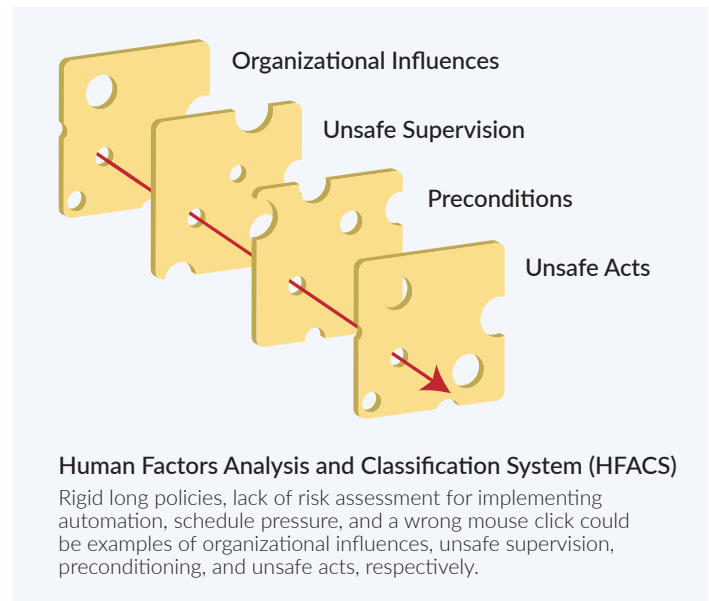 Organizational Influences
Unsafe Supervision
Preconditions
Unsafe Acts
Human Factors Analysis and Classification System (HFACS)
Rigid long policies, lack of risk assessment for implementing
automation, schedule pressure, and a wrong mouse click could
be examples of organizational influences, unsafe supervision,
preconditioning, and unsafe acts, respectively.